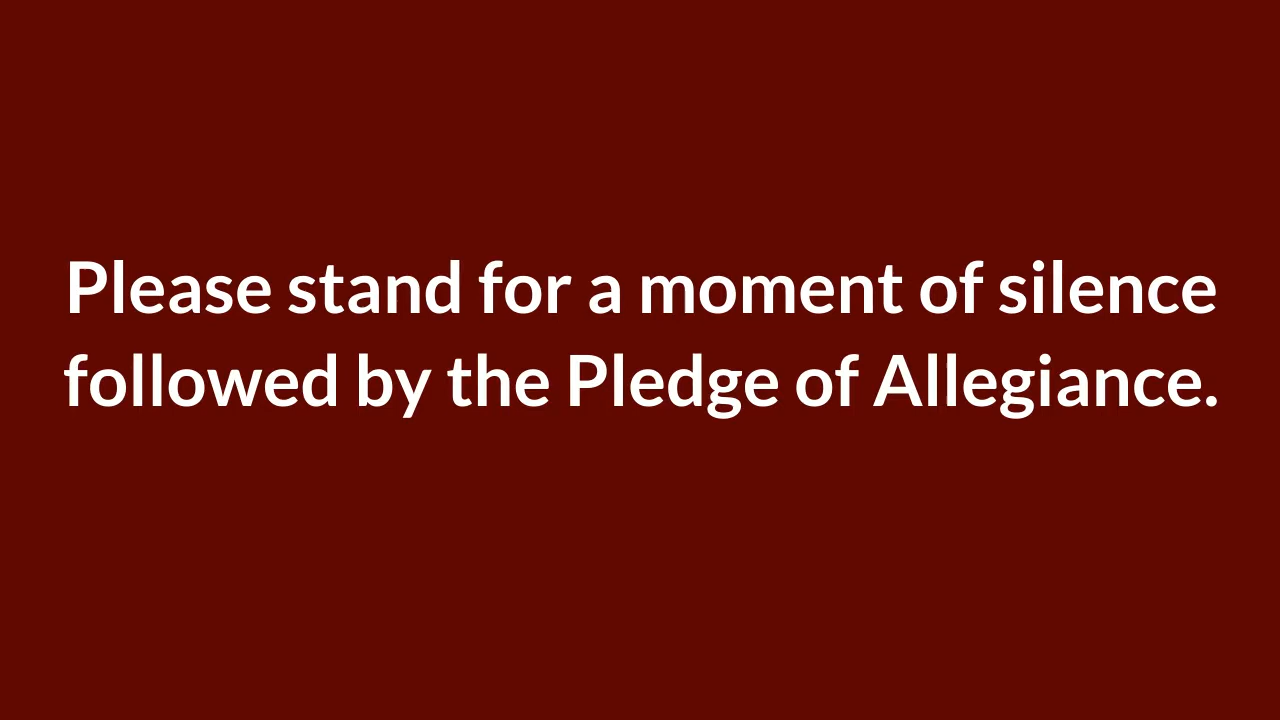 Please stand for a moment of silence
followed by the Pledge of Allegiance.